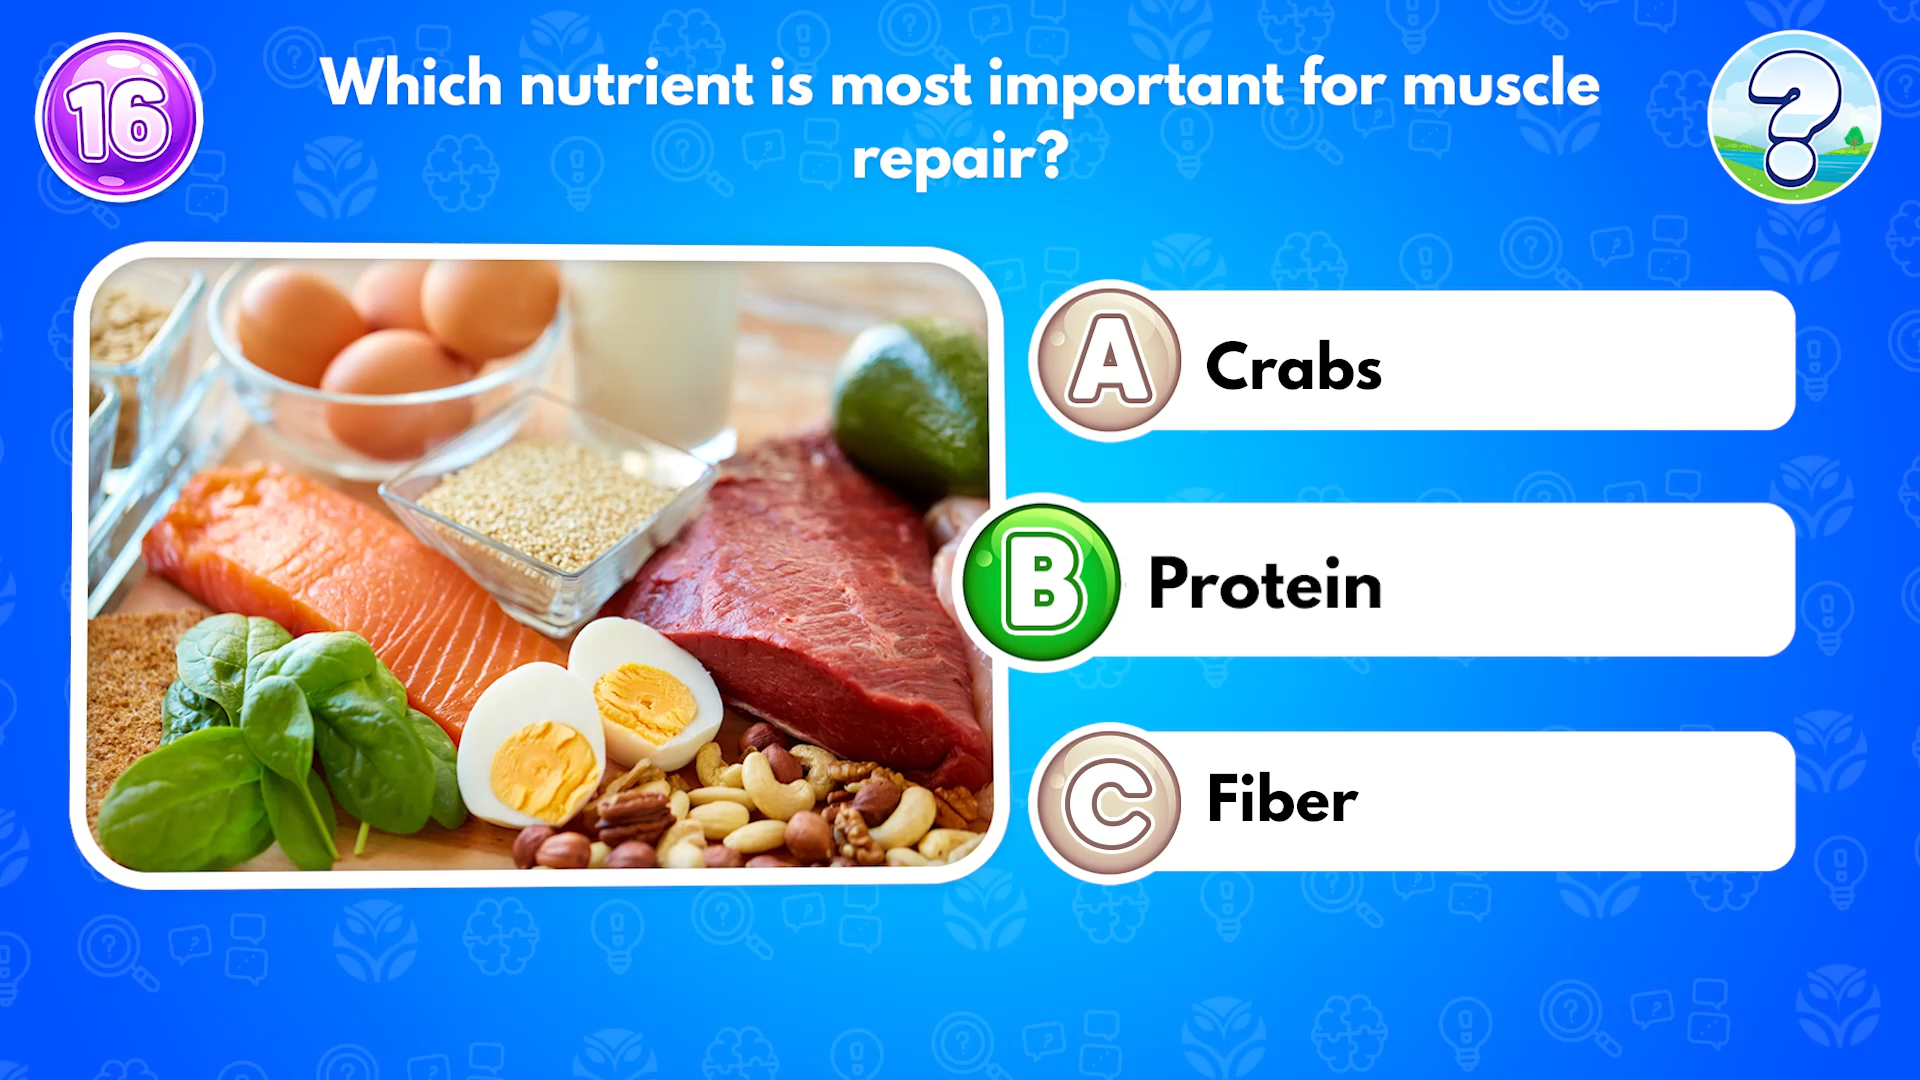 16
Which nutrient is most important for muscle
repair?
?
A Crabs
B Protein
C Fiber